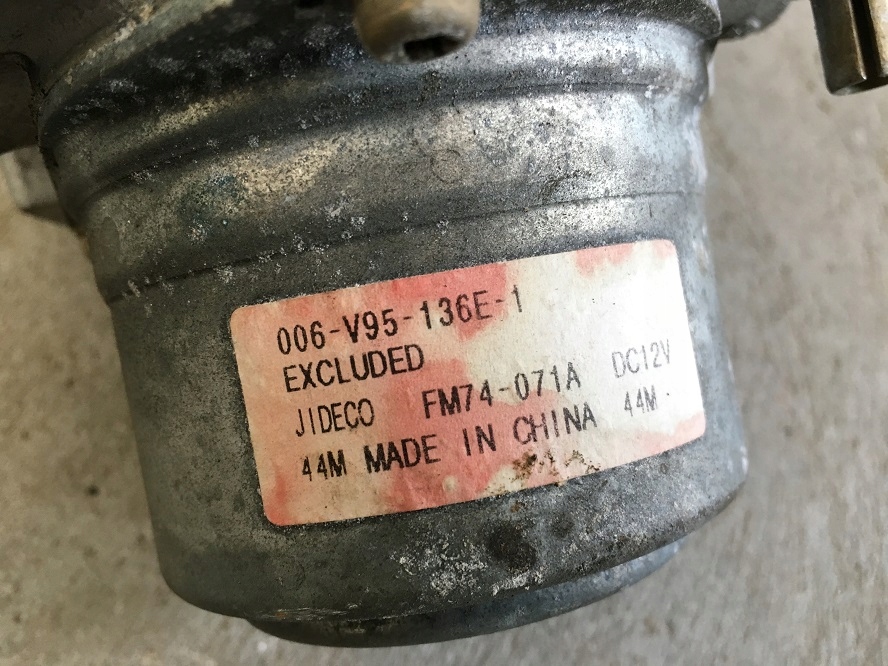 006-V95-136E-1
EXCLUDED
JIDECO FM74-071A DC12V
44M MADE IN CHINA 44M